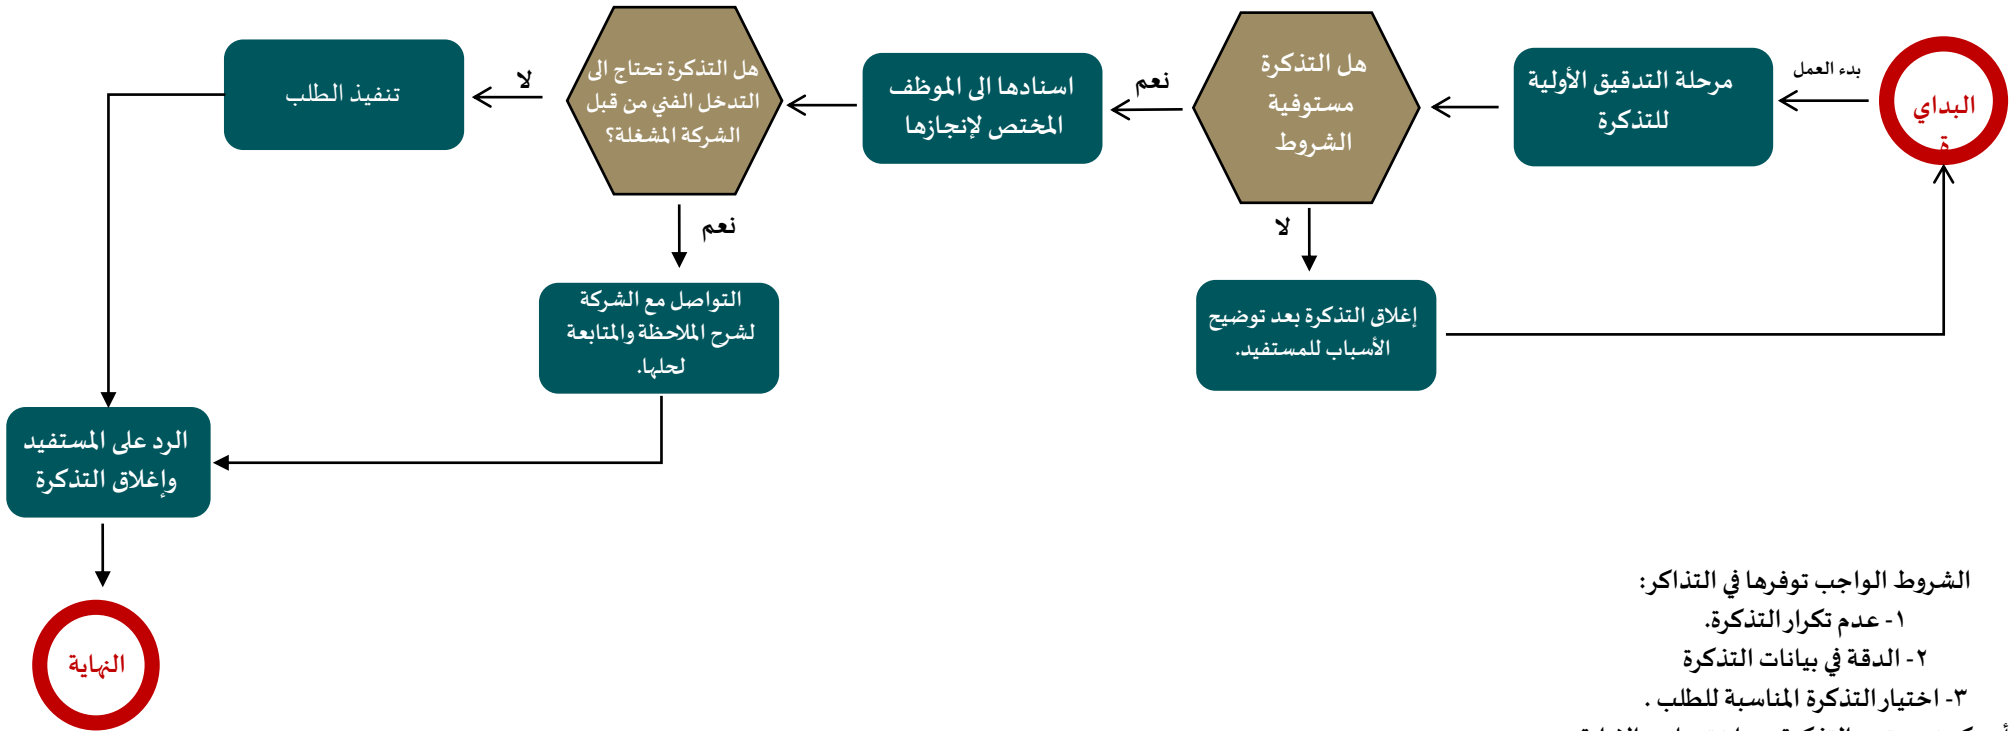 البداي
ة
بدء العمل
مرحلة التدقيق الأولية
للتذكرة
هل التذكرة
مستوفية
الشروط
نعم
لا
اسنادها الى الموظف
المختص لإنجازها
هل التذكرة تحتاج الى
التدخل الفني من قبل
الشركة المشغلة؟
لا
نعم
تنفيذ الطلب
إغلاق التذكرة بعد توضيح
الأسباب للمستفيد.
التواصل مع الشركة
لشرح الملاحظة والمتابعة
لحلها.
الرد على المستفيد
وإغلاق التذكرة
النهاية
الشروط الواجب توفرها في التذاكر:
١- عدم تكرار التذكرة.
٢- الدقة في بيانات التذكرة
٣- اختيار التذكرة المناسبة للطلب .